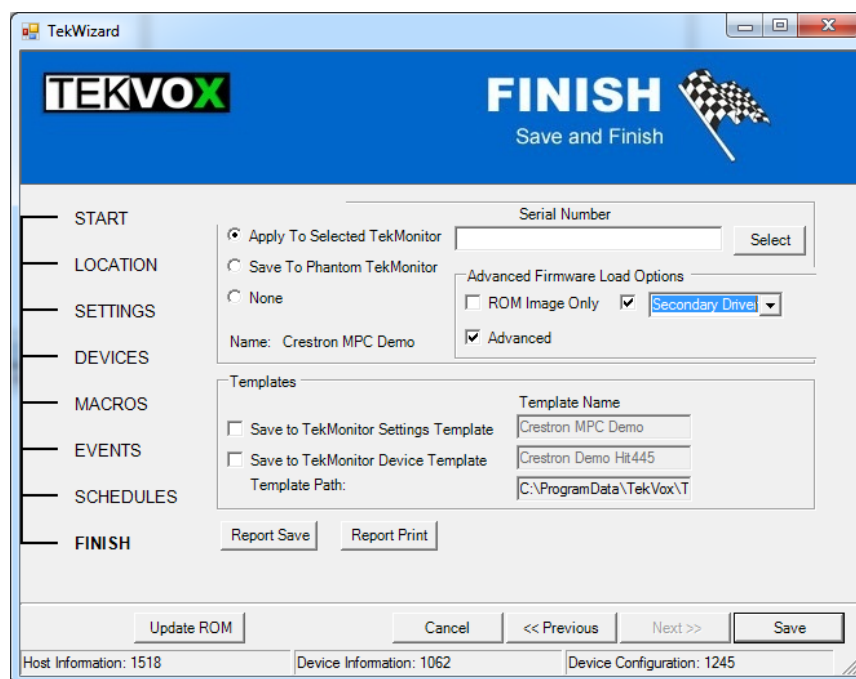 TekWizard
TEKVOX
FINISH
Save and Finish
START
LOCATION
SETTINGS
DEVICES
MACROS
EVENTS
SCHEDULES
FINISH
Serial Number
Apply To Selected TekMonitor
Select
Save To Phantom TekMonitor
None
Name: Crestron MPC Demo
Advanced Firmware Load Options
ROM Image Only
Secondary Driver
Advanced
Templates
Template Name
Save to TekMonitor Settings Template
Crestron MPC Demo
Save to TekMonitor Device Template
Crestron Demo Hit445
Template Path:
C:\ProgramData\TekVox\T
Report Save
Report Print
Update ROM
Cancel
<< Previous
Next >>
Save
Host Information: 1518
Device Information: 1062
Device Configuration: 1245